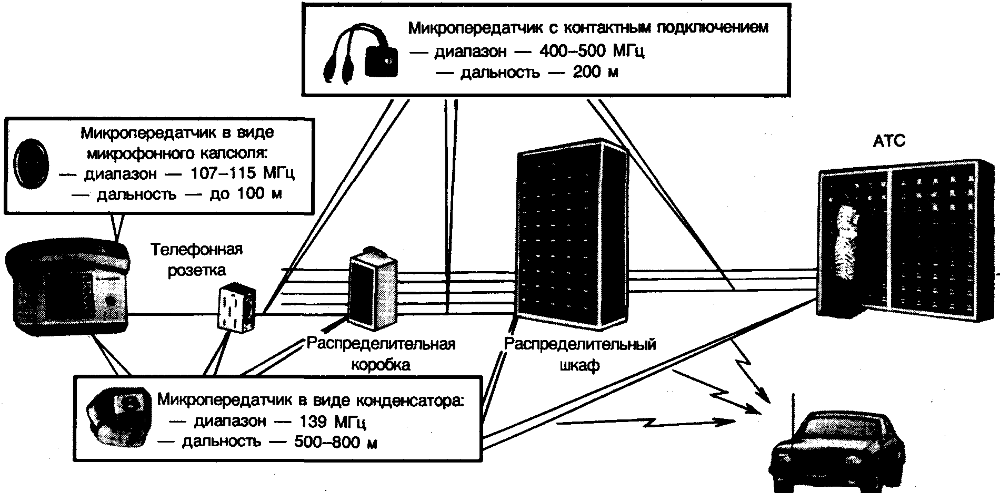 Микропередатчик с контактным подключением
— диапазон — 400–500 МГц
— дальность — 200 м
Микропередатчик в виде
микрофонного капсюля:
— диапазон — 107–115 МГц
— дальность — до 100 м
АТС
Телефонная
розетка
Распределительная
коробка
Распределительный
шкаф
Микропередатчик в виде конденсатора:
— диапазон — 139 МГц
— дальность — 500–800 м